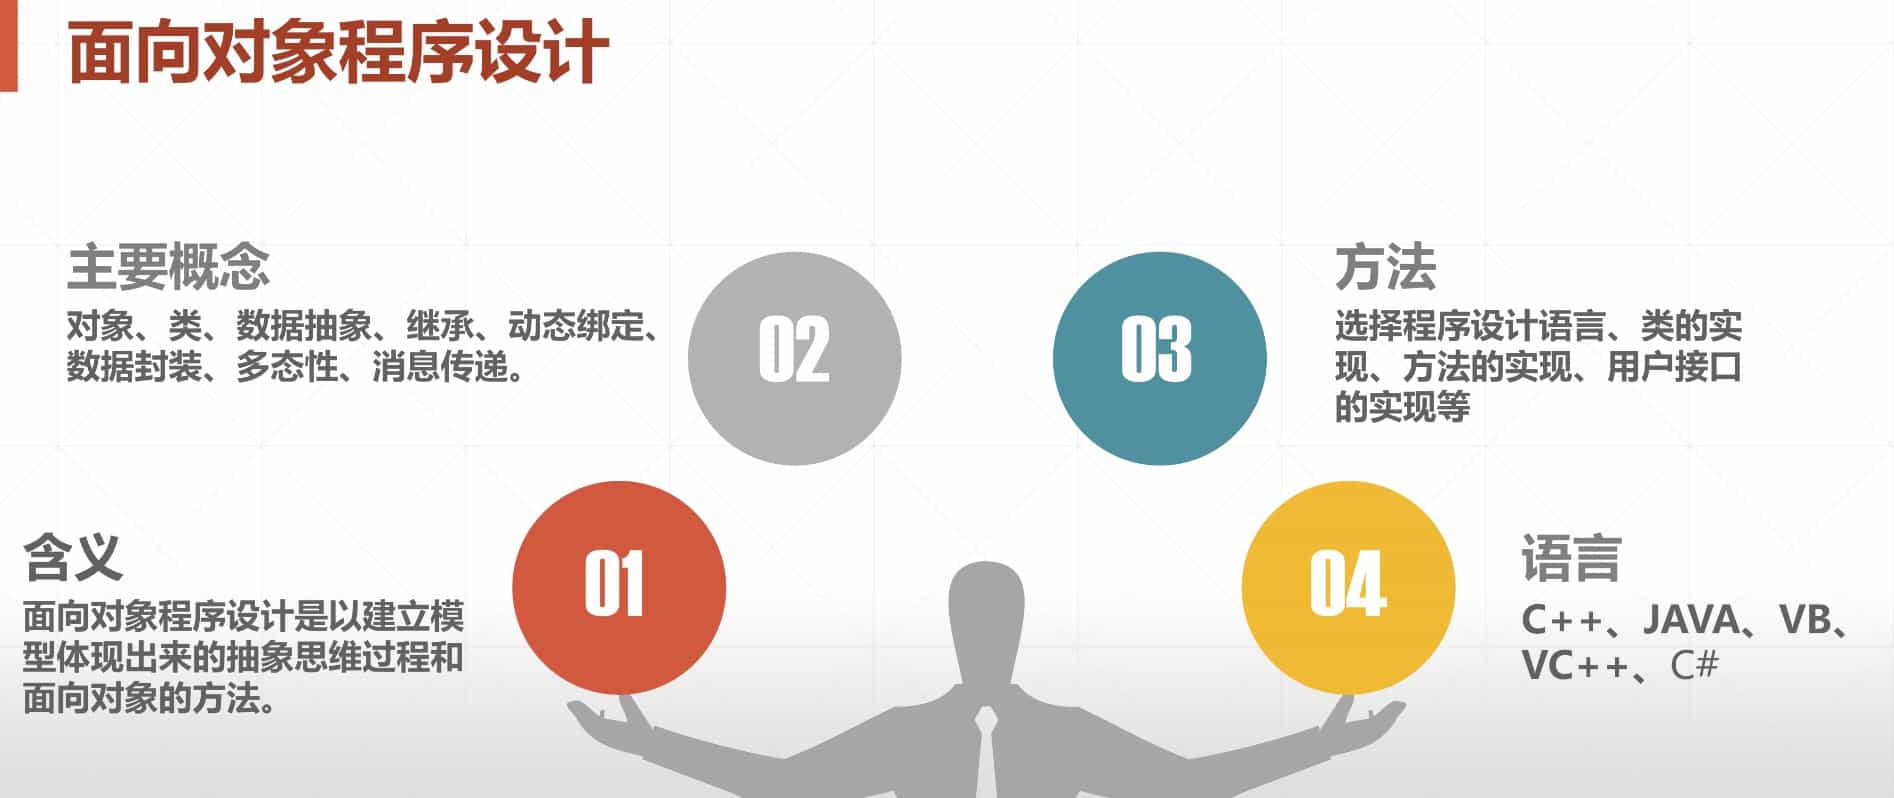 面向对象程序设计
主要概念
对象、类、数据抽象、继承、动态绑定、
数据封装、多态性、消息传递。
02
03
方法
选择程序设计语言、类的实
现、方法的实现、用户接口
的实现等
含义
面向对象程序设计是以建立模
型体现出来的抽象思维过程和
面向对象的方法。
01
04
语言
C++、JAVA、VB、
VC++、C#